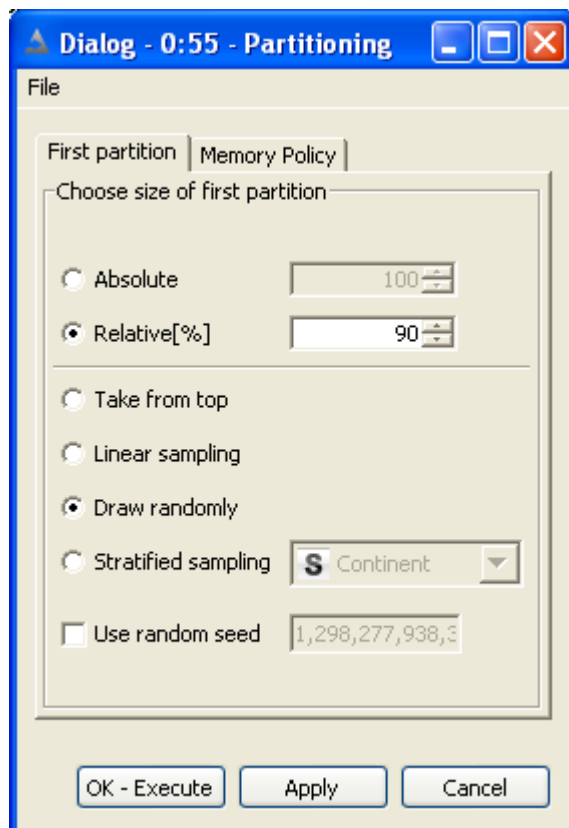 Dialog - 0:55 - Partitioning
File
First partition Memory Policy
Choose size of first partition
Absolute 100
Relative[%] 90
Take from top
Linear sampling
Draw randomly
Stratified sampling S Continent
Use random seed 1,298,277,938,3
OK - Execute Apply Cancel